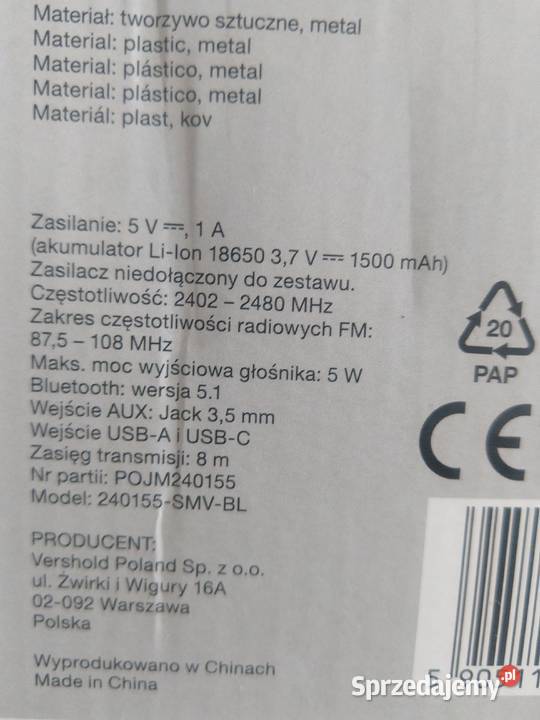 Materiał: tworzywo sztuczne, metal
Material: plastic, metal
Material: plástico, metal
Material: plástico, metal
Materiál: plast, kov
Zasilanie: 5 V ⎓, 1 A
(akumulator Li-Ion 18650 3,7 V ⎓ 1500 mAh)
Zasilacz niedołączony do zestawu.
Częstotliwość: 2402 – 2480 MHz
Zakres częstotliwości radiowych FM:
87,5 – 108 MHz
Maks. moc wyjściowa głośnika: 5 W
Bluetooth: wersja 5.1
Wejście AUX: Jack 3,5 mm
Wejście USB-A i USB-C
Zasięg transmisji: 8 m
Nr partii: POJM240155
Model: 240155-SMV-BL
20
PAP
CE
PRODUCENT:
Vershold Poland Sp. z o.o.
ul. Żwirki i Wigury 16A
02-092 Warszawa
Polska
Wyprodukowano w Chinach
Made in China
Sprzedajemy.pl